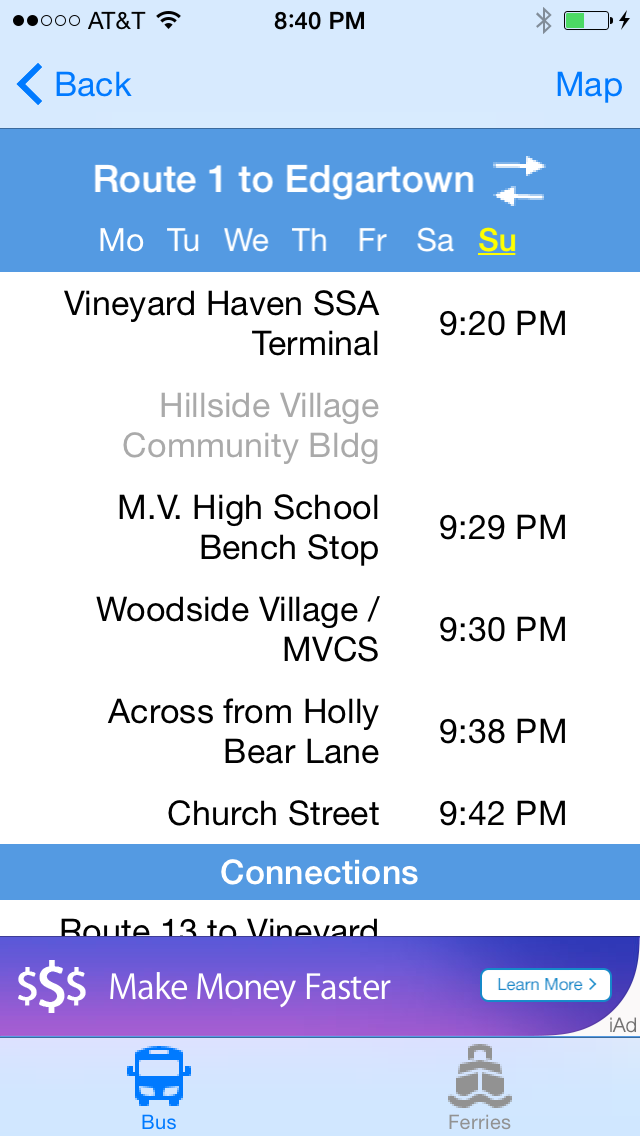 AT&T 8:40 PM
Back Map
Route 1 to Edgartown
Mo Tu We Th Fr Sa Su
Vineyard Haven SSA
Terminal
9:20 PM
Hillside Village
Community Bldg
M.V. High School
Bench Stop
9:29 PM
Woodside Village /
MVCS
9:30 PM
Across from Holly
Bear Lane
9:38 PM
Church Street 9:42 PM
Connections
Route 13 to Vineyard
$$$ Make Money Faster Learn More >
iAd
Bus Ferries